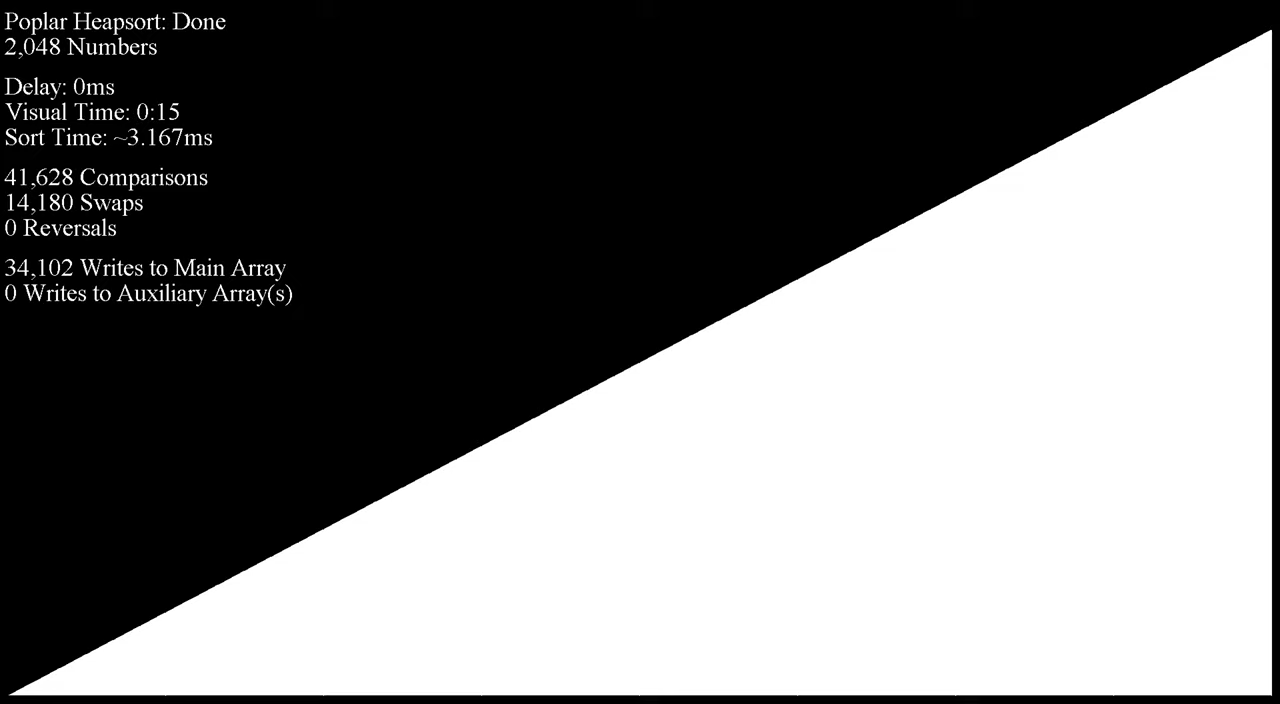 Poplar Heapsort: Done
2,048 Numbers
Delay: 0ms
Visual Time: 0:15
Sort Time: ~3.167ms
41,628 Comparisons
14,180 Swaps
0 Reversals
34,102 Writes to Main Array
0 Writes to Auxiliary Array(s)